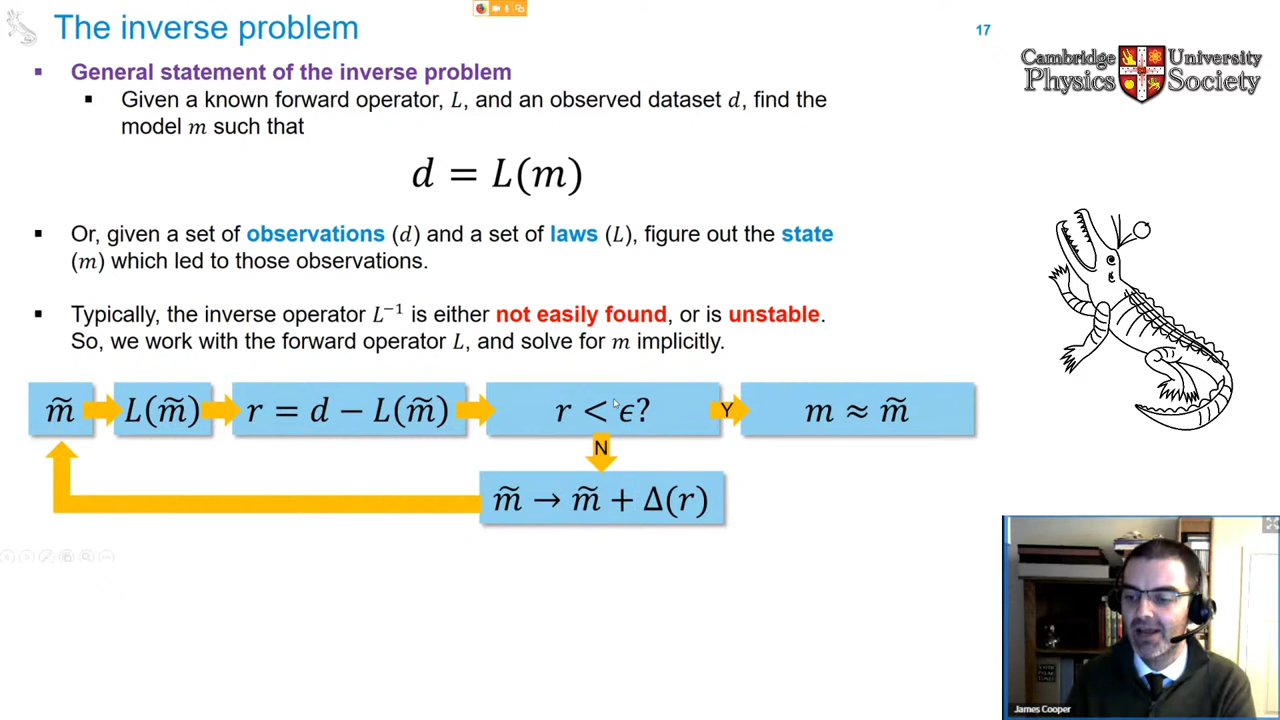 The inverse problem
17
Cambridge University
Physics Society
▪ General statement of the inverse problem
▪ Given a known forward operator, L, and an observed dataset d, find the
model m such that
d = L(m)
▪ Or, given a set of observations (d) and a set of laws (L), figure out the state
(m) which led to those observations.
▪ Typically, the inverse operator L⁻¹ is either not easily found, or is unstable.
So, we work with the forward operator L, and solve for m implicitly.
m̃ L(m̃) r = d − L(m̃) r < ϵ? Y m ≈ m̃
N
m̃ → m̃ + Δ(r)
James Cooper